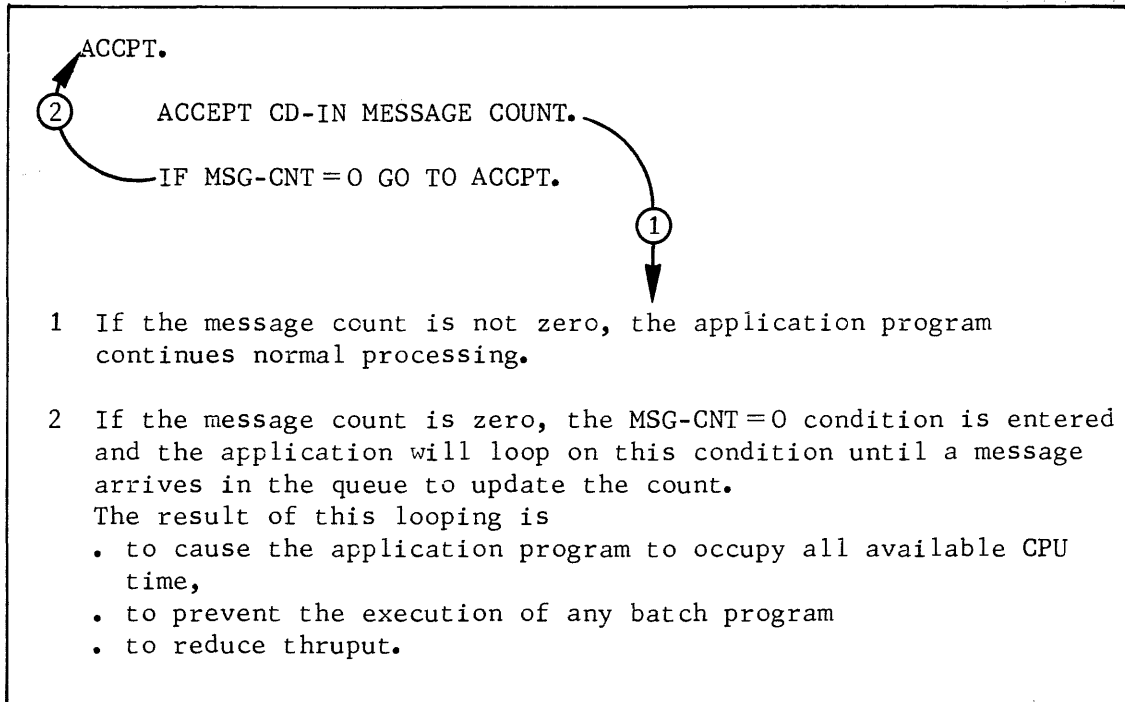 ACCPT.
2 ACCEPT CD-IN MESSAGE COUNT.
IF MSG-CNT = 0 GO TO ACCPT.
1
1 If the message count is not zero, the application program
continues normal processing.
2 If the message count is zero, the MSG-CNT = 0 condition is entered
and the application will loop on this condition until a message
arrives in the queue to update the count.
The result of this looping is
. to cause the application program to occupy all available CPU
time,
. to prevent the execution of any batch program
. to reduce thruput.